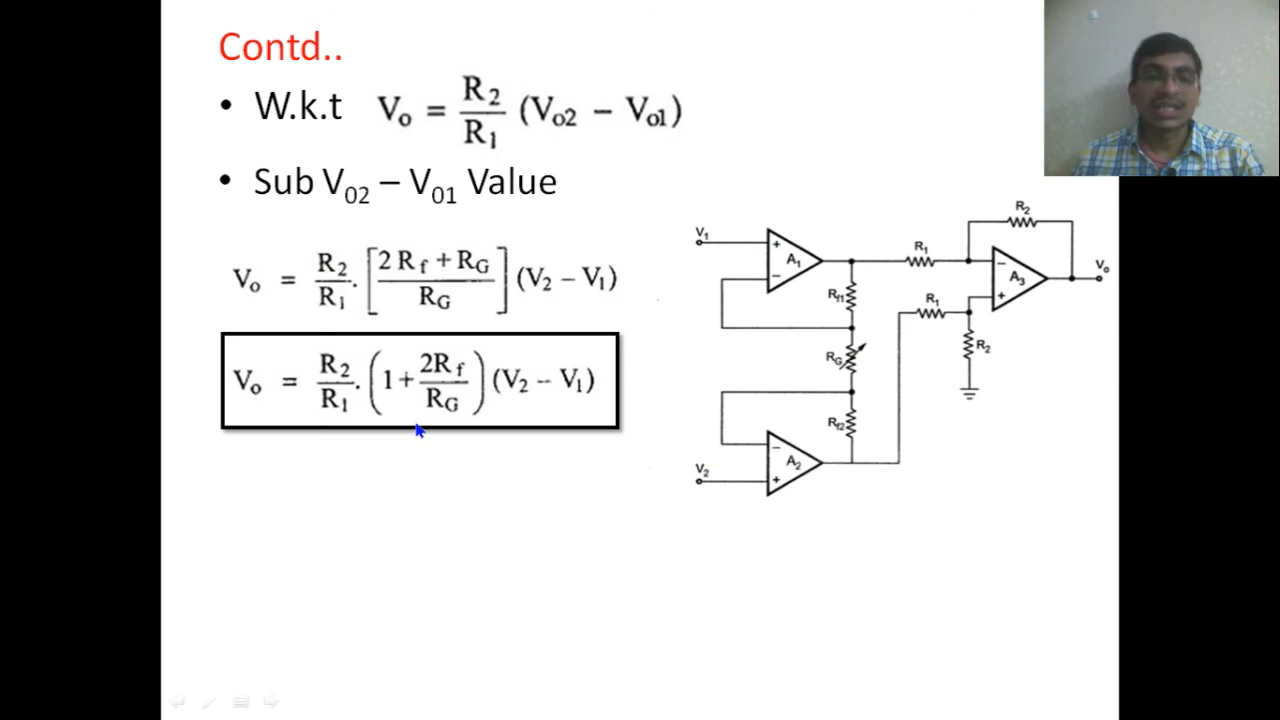 Contd..
• W.k.t Vo = R2/R1 (Vo2 − Vo1)
• Sub V02 – V01 Value
Vo = R2/R1 . [2 Rf + RG / RG] (V2 − V1)
Vo = R2/R1 . (1 + 2Rf/RG) (V2 − V1)
R2
V1
+
A1
−
R1
−
A3
+
Vo
Rf1
R1
RG
R2
Rf2
−
A2
+
V2